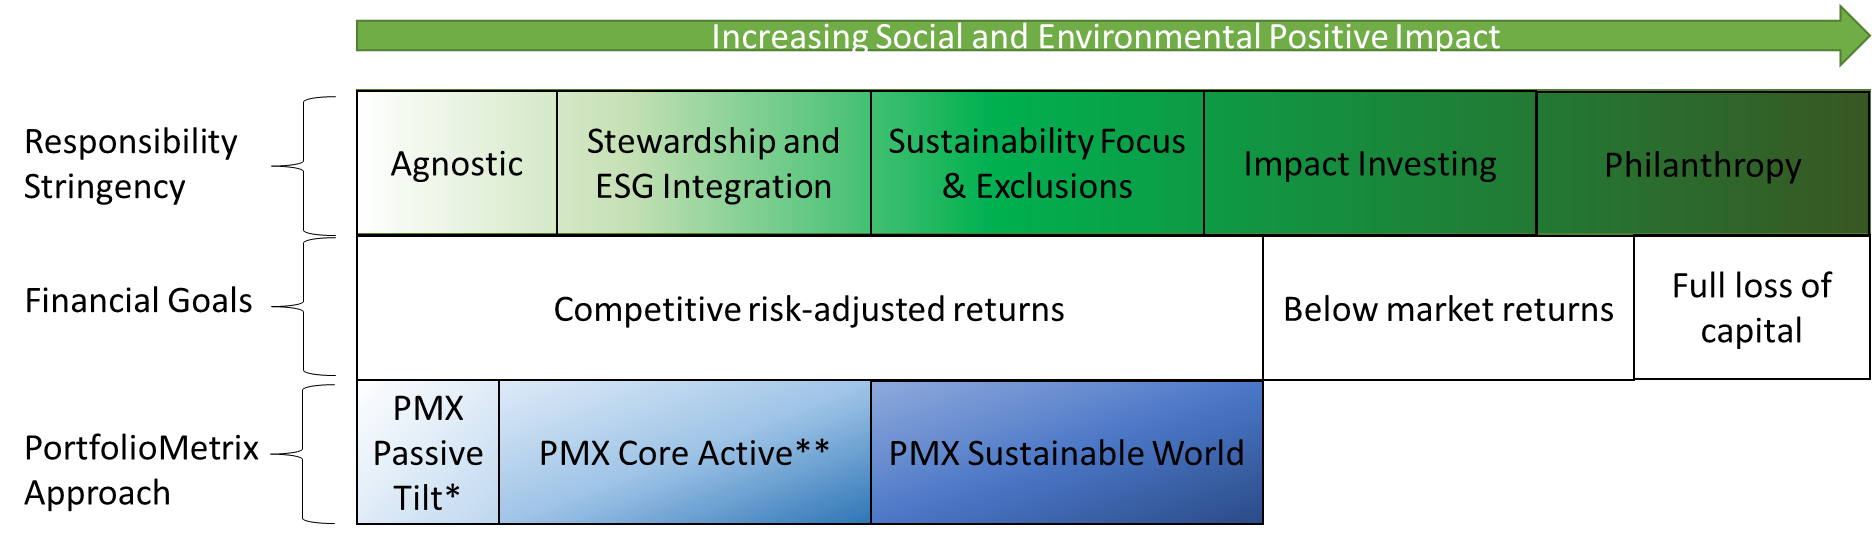 Increasing Social and Environmental Positive Impact
Responsibility
Stringency
Agnostic
Stewardship and
ESG Integration
Sustainability Focus
& Exclusions
Impact Investing
Philanthropy
Financial Goals
Competitive risk-adjusted returns
Below market returns
Full loss of
capital
PortfolioMetrix
Approach
PMX
Passive
Tilt*
PMX Core Active**
PMX Sustainable World